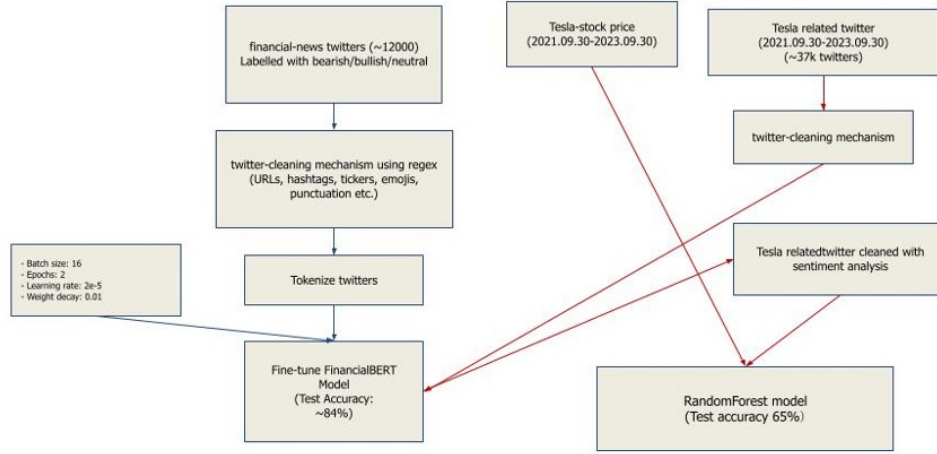 financial-news twitters (~12000)
Labelled with bearish/bullish/neutral
Tesla-stock price
(2021.09.30-2023.09.30)
Tesla related twitter
(2021.09.30-2023.09.30)
(~37k twitters)
twitter-cleaning mechanism using regex
(URLs, hashtags, tickers, emojis,
punctuation etc.)
twitter-cleaning mechanism
- Batch size: 16
- Epochs: 2
- Learning rate: 2e-5
- Weight decay: 0.01
Tokenize twitters
Tesla relatedtwitter cleaned with
sentiment analysis
Fine-tune FinancialBERT
Model
(Test Accuracy:
~84%)
RandomForest model
(Test accuracy 65%)